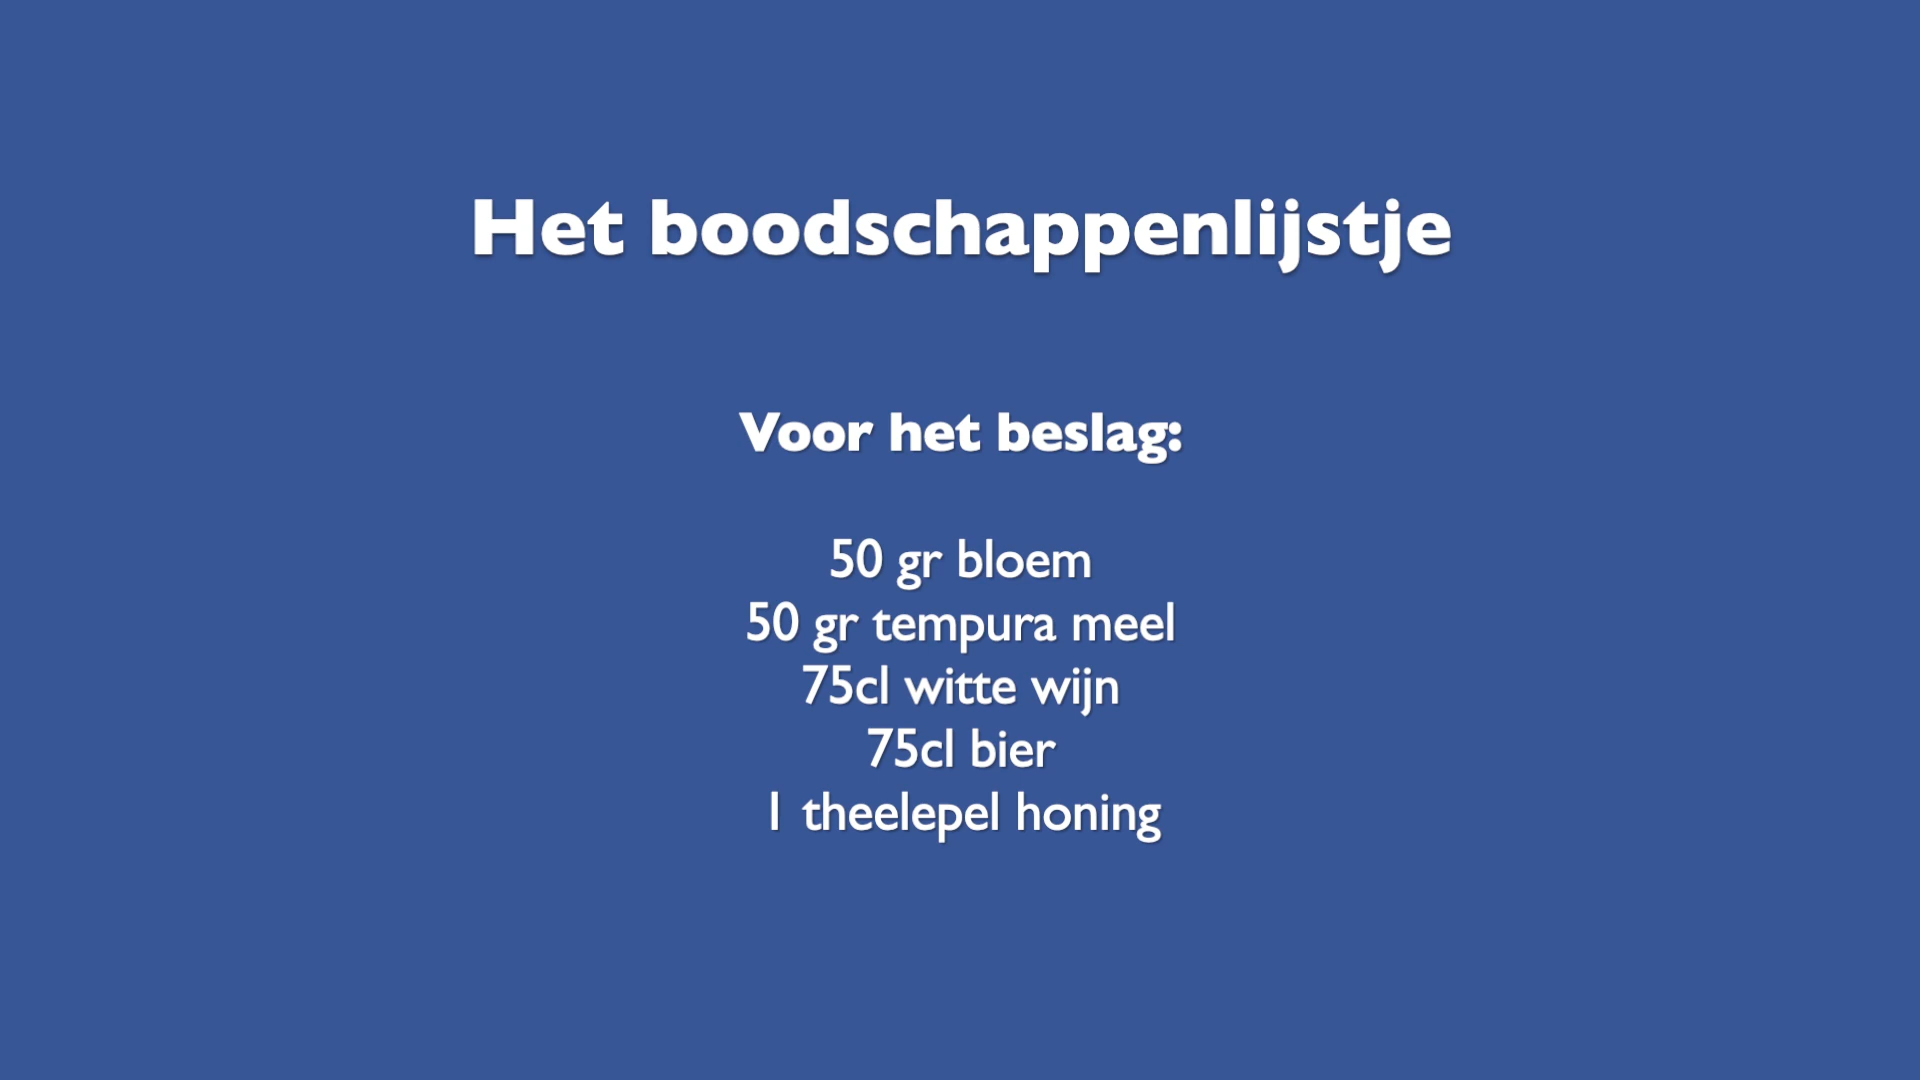 Het boodschappenlijstje
Voor het beslag:
50 gr bloem
50 gr tempura meel
75cl witte wijn
75cl bier
1 theelepel honing